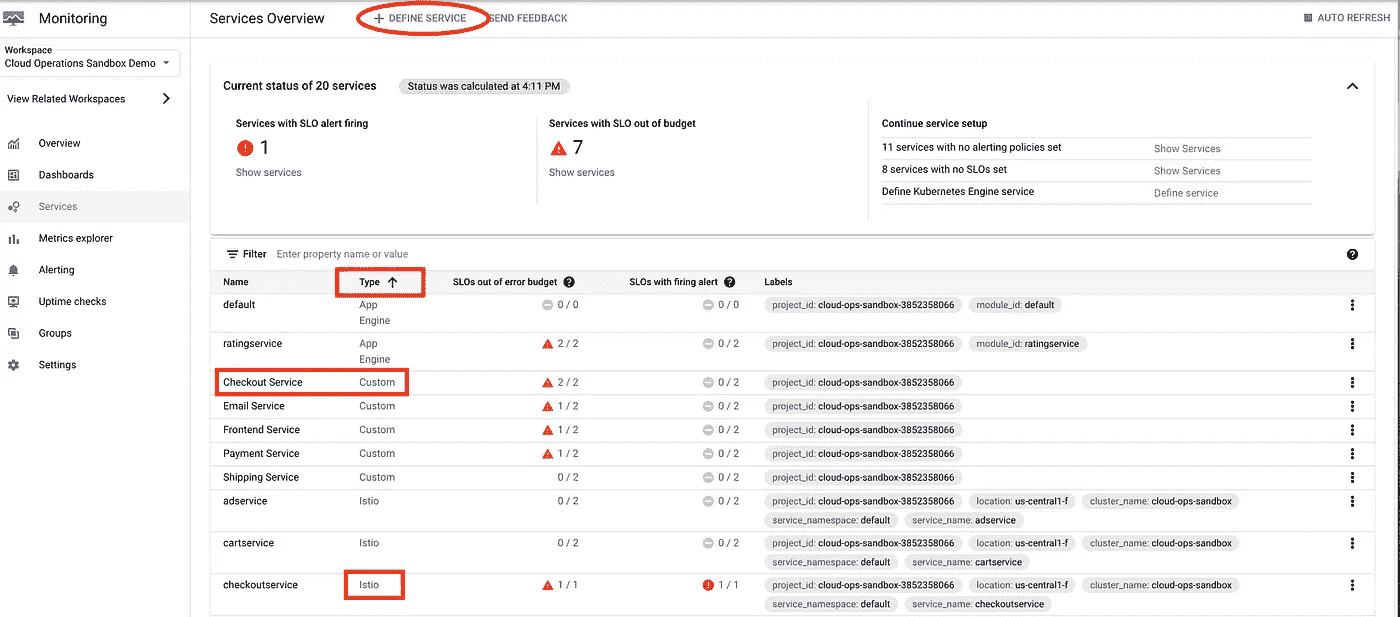 Monitoring
Services Overview
+ DEFINE SERVICE
SEND FEEDBACK
AUTO REFRESH
Workspace
Cloud Operations Sandbox Demo
View Related Workspaces
Overview
Dashboards
Services
Metrics explorer
Alerting
Uptime checks
Groups
Settings
Current status of 20 services
Status was calculated at 4:11 PM
Services with SLO alert firing
1
Show services
Services with SLO out of budget
7
Show services
Continue service setup
11 services with no alerting policies set Show Services
8 services with no SLOs set Show Services
Define Kubernetes Engine service Define service
Filter Enter property name or value
Name Type SLOs out of error budget SLOs with firing alert Labels
default App Engine 0 / 0 0 / 0 project_id: cloud-ops-sandbox-3852358066 module_id: default
ratingservice App Engine 2 / 2 0 / 2 project_id: cloud-ops-sandbox-3852358066 module_id: ratingservice
Checkout Service Custom 2 / 2 0 / 2 project_id: cloud-ops-sandbox-3852358066
Email Service Custom 1 / 2 0 / 2 project_id: cloud-ops-sandbox-3852358066
Frontend Service Custom 1 / 2 0 / 2 project_id: cloud-ops-sandbox-3852358066
Payment Service Custom 1 / 2 0 / 2 project_id: cloud-ops-sandbox-3852358066
Shipping Service Custom 0 / 2 0 / 2 project_id: cloud-ops-sandbox-3852358066
adservice Istio 0 / 2 0 / 2 project_id: cloud-ops-sandbox-3852358066 location: us-central1-f cluster_name: cloud-ops-sandbox
service_namespace: default service_name: adservice
cartservice Istio 0 / 2 0 / 2 project_id: cloud-ops-sandbox-3852358066 location: us-central1-f cluster_name: cloud-ops-sandbox
service_namespace: default service_name: cartservice
checkoutservice Istio 1 / 1 1 / 1 project_id: cloud-ops-sandbox-3852358066 location: us-central1-f cluster_name: cloud-ops-sandbox
service_namespace: default service_name: checkoutservice